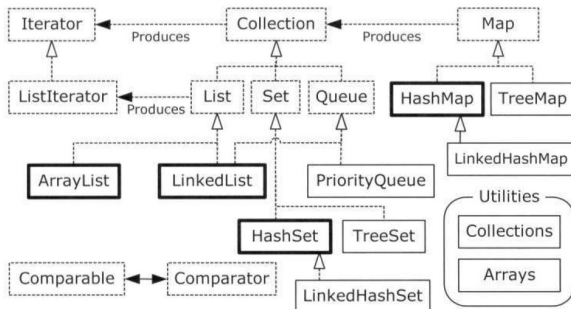 Iterator
Collection
Map
Produces
Produces
ListIterator
Produces
List
Set
Queue
HashMap
TreeMap
ArrayList
LinkedList
PriorityQueue
LinkedHashMap
Utilities
Collections
HashSet
TreeSet
Comparable
Comparator
Arrays
LinkedHashSet